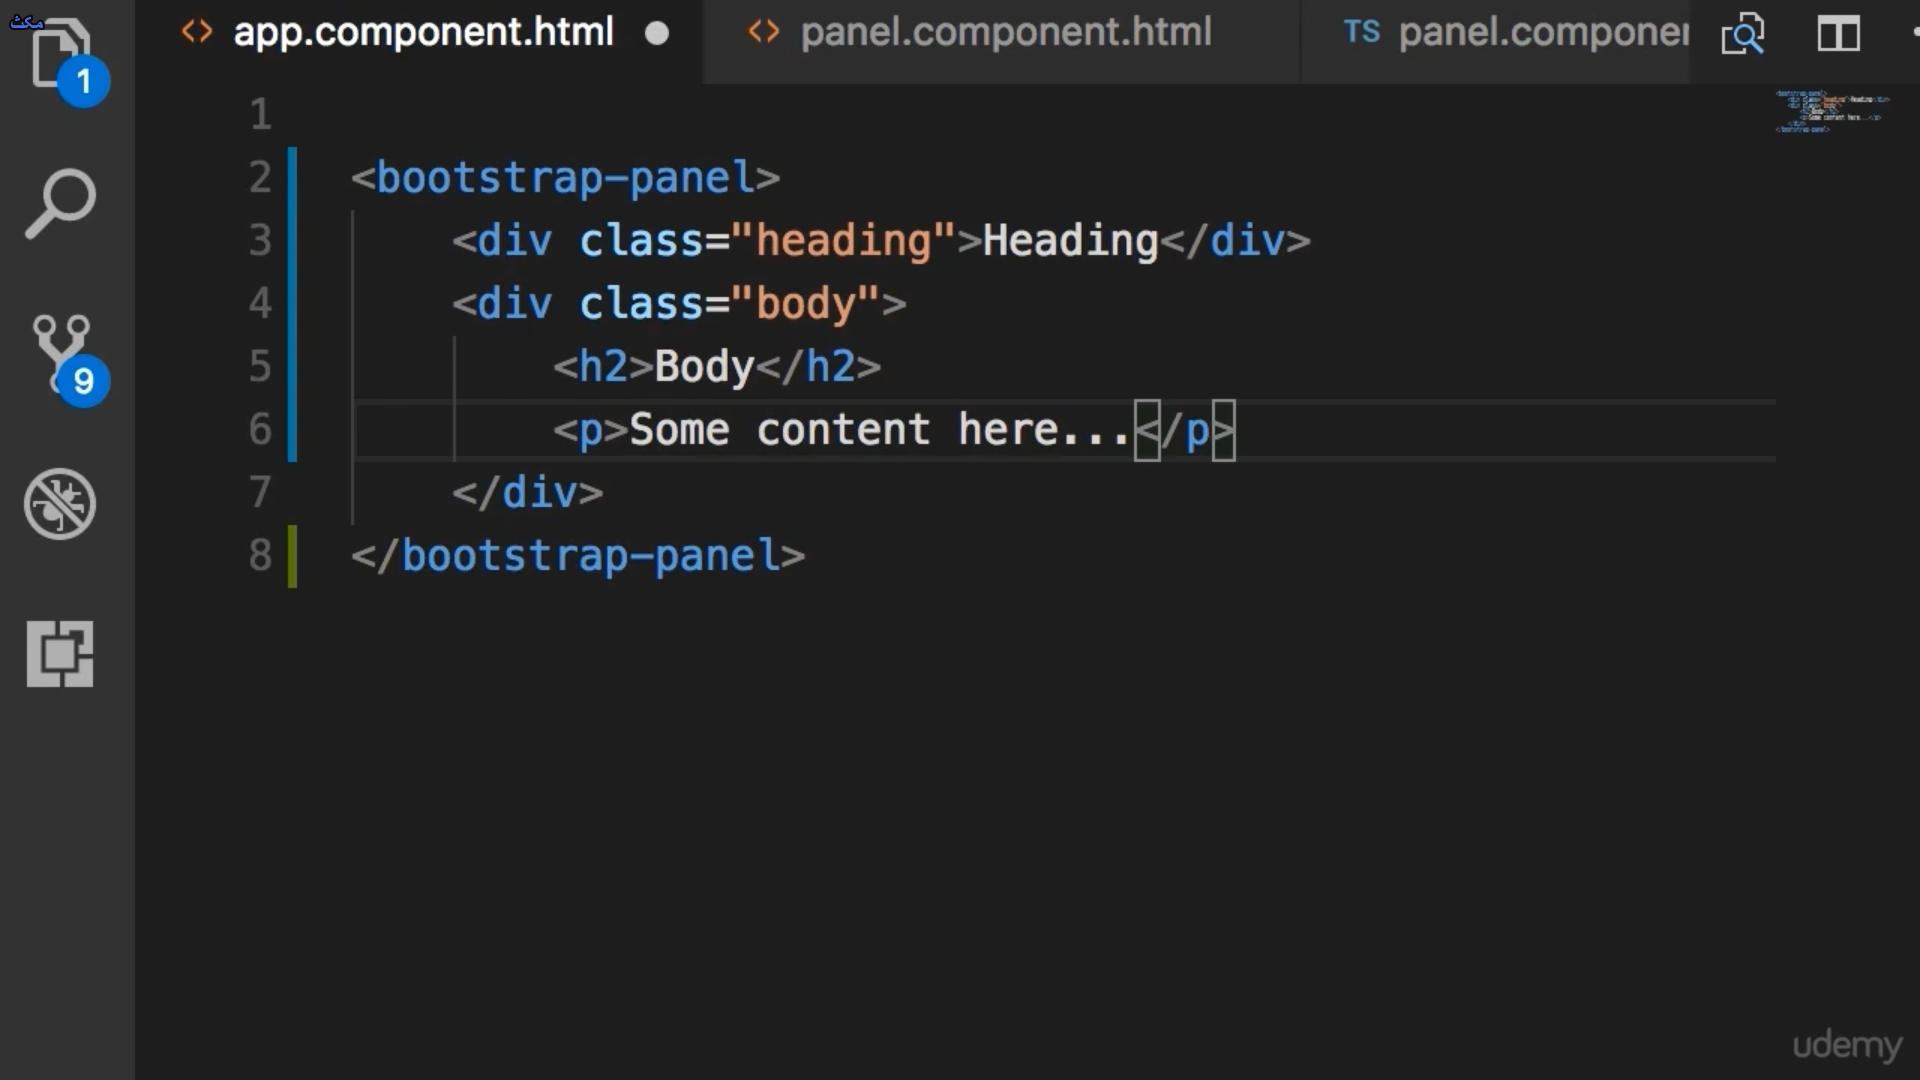 مكث
app.component.html
panel.component.html
TS panel.componen
1
1
2 <bootstrap-panel>
3 <div class="heading">Heading</div>
4 <div class="body">
5 <h2>Body</h2>
6 <p>Some content here...</p>
7 </div>
8 </bootstrap-panel>
9
udemy